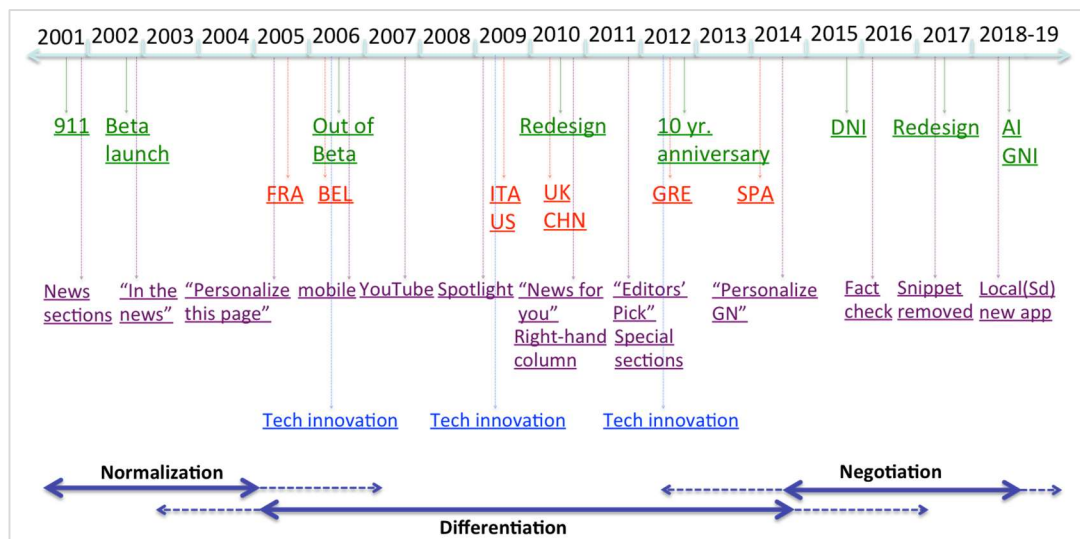 2001 2002 2003 2004 2005 2006 2007 2008 2009 2010 2011 2012 2013 2014 2015 2016 2017 2018-19
911
Beta
launch
Out of
Beta
Redesign
10 yr.
anniversary
DNI
Redesign
AI
GNI
FRA
BEL
ITA
US
UK
CHN
GRE
SPA
News
sections
“In the
news”
“Personalize
this page”
mobile
YouTube
Spotlight
“News for
you”
Right-hand
column
“Editors’
Pick”
Special
sections
“Personalize
GN”
Fact
check
Snippet
removed
Local(Sd)
new app
Tech innovation
Tech innovation
Tech innovation
Normalization
Negotiation
Differentiation